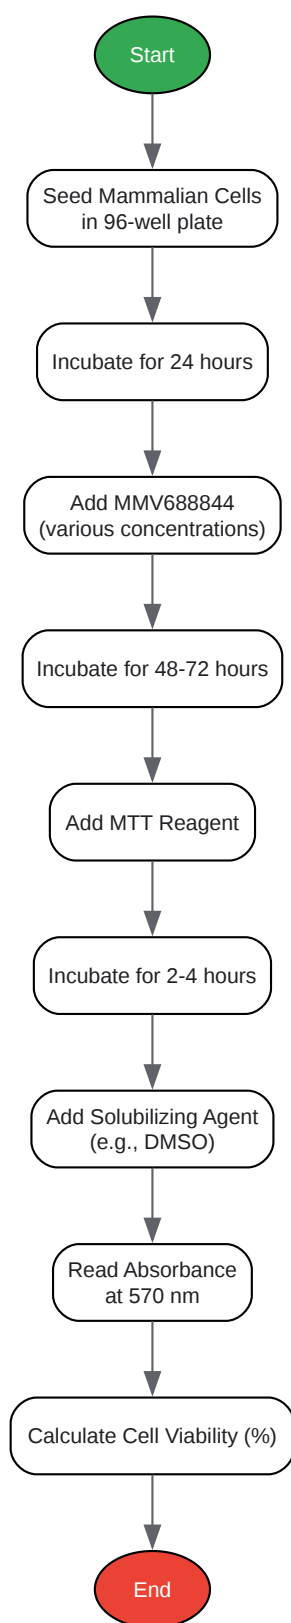 Start
Seed Mammalian Cells
in 96-well plate
Incubate for 24 hours
Add MMV688844
(various concentrations)
Incubate for 48-72 hours
Add MTT Reagent
Incubate for 2-4 hours
Add Solubilizing Agent
(e.g., DMSO)
Read Absorbance
at 570 nm
Calculate Cell Viability (%)
End